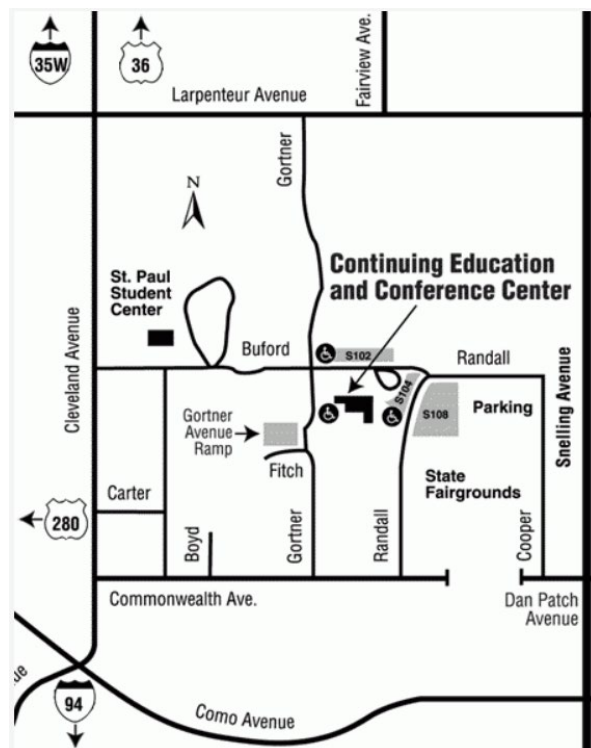 35W
36
Larpenteur Avenue
Fairview Ave.
Gortner
N
Continuing Education
and Conference Center
St. Paul
Student
Center
Cleveland Avenue
Buford
S102
Randall
S104
S108
Parking
Snelling Avenue
Gortner
Avenue
Ramp
Fitch
State
Fairgrounds
Carter
280
Boyd
Gortner
Randall
Cooper
Commonwealth Ave.
Dan Patch
Avenue
94
Como Avenue